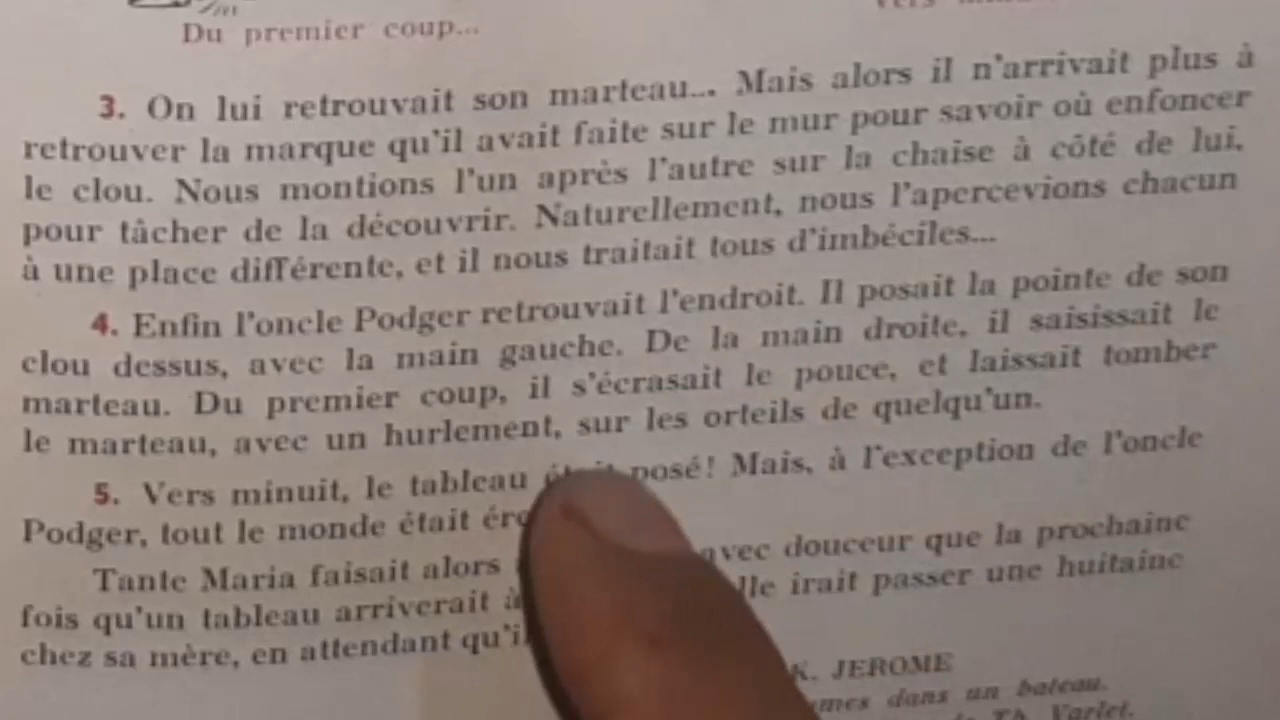 Du premier coup...
3. On lui retrouvait son marteau... Mais alors il n'arrivait plus à
retrouver la marque qu'il avait faite sur le mur pour savoir où enfoncer
le clou. Nous montions l'un après l'autre sur la chaise à côté de lui,
pour tâcher de la découvrir. Naturellement, nous l'apercevions chacun
à une place différente, et il nous traitait tous d'imbéciles...
4. Enfin l'oncle Podger retrouvait l'endroit. Il posait la pointe de son
clou dessus, avec la main gauche. De la main droite, il saisissait le
marteau. Du premier coup, il s'écrasait le pouce, et laissait tomber
le marteau, avec un hurlement, sur les orteils de quelqu'un.
5. Vers minuit, le tableau était posé! Mais, à l'exception de l'oncle
Podger, tout le monde était
Tante Maria faisait alors avec douceur que la prochaine
fois qu'un tableau arriverait à irait passer une huitaine
chez sa mère, en attendant
K. JEROME
dans un bateau.
Th. Varlet.